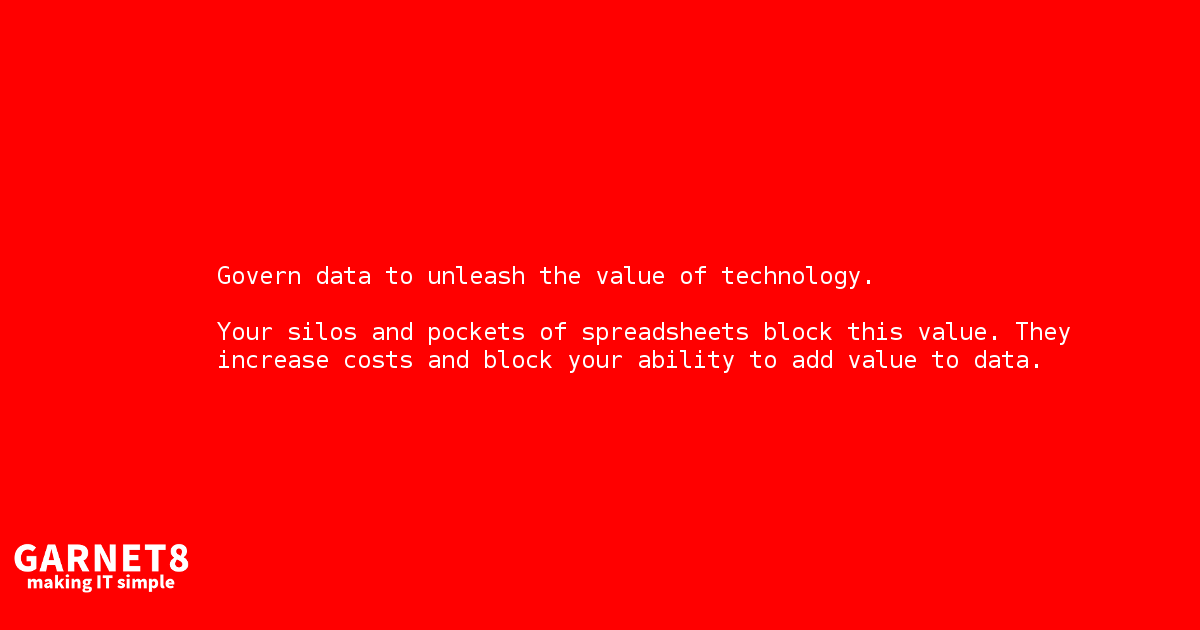 Govern data to unleash the value of technology.
Your silos and pockets of spreadsheets block this value. They
increase costs and block your ability to add value to data.
GARNET8
making IT simple